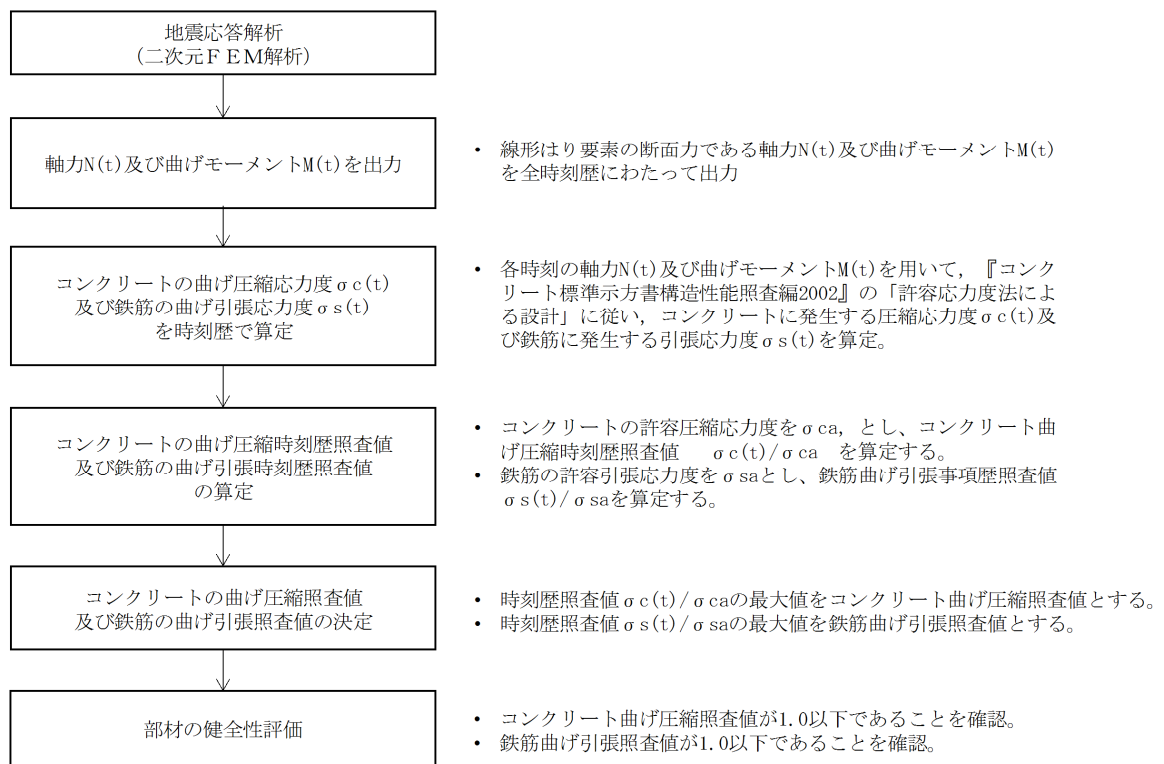 地震応答解析
(二次元ＦＥＭ解析)
軸力N(t)及び曲げモーメントM(t)を出力
・ 線形はり要素の断面力である軸力N(t)及び曲げモーメントM(t)
を全時刻歴にわたって出力
コンクリートの曲げ圧縮応力度σc(t)
及び鉄筋の曲げ引張応力度σs(t)
を時刻歴で算定
・ 各時刻の軸力N(t)及び曲げモーメントM(t)を用いて，『コンク
リート標準示方書構造性能照査編2002』の「許容応力度法によ
る設計」に従い，コンクリートに発生する圧縮応力度σc(t)及
び鉄筋に発生する引張応力度σs(t)を算定。
コンクリートの曲げ圧縮時刻歴照査値
及び鉄筋の曲げ引張時刻歴照査値
の算定
・ コンクリートの許容圧縮応力度をσca，とし、コンクリート曲
げ圧縮時刻歴照査値　σc(t)/σca　を算定する。
・ 鉄筋の許容引張応力度をσsaとし、鉄筋曲げ引張事項歴照査値
σs(t)/σsaを算定する。
コンクリートの曲げ圧縮照査値
及び鉄筋の曲げ引張照査値の決定
・ 時刻歴照査値σc(t)/σcaの最大値をコンクリート曲げ圧縮照査値とする。
・ 時刻歴照査値σs(t)/σsaの最大値を鉄筋曲げ引張照査値とする。
部材の健全性評価
・ コンクリート曲げ圧縮照査値が1.0以下であることを確認。
・ 鉄筋曲げ引張照査値が1.0以下であることを確認。